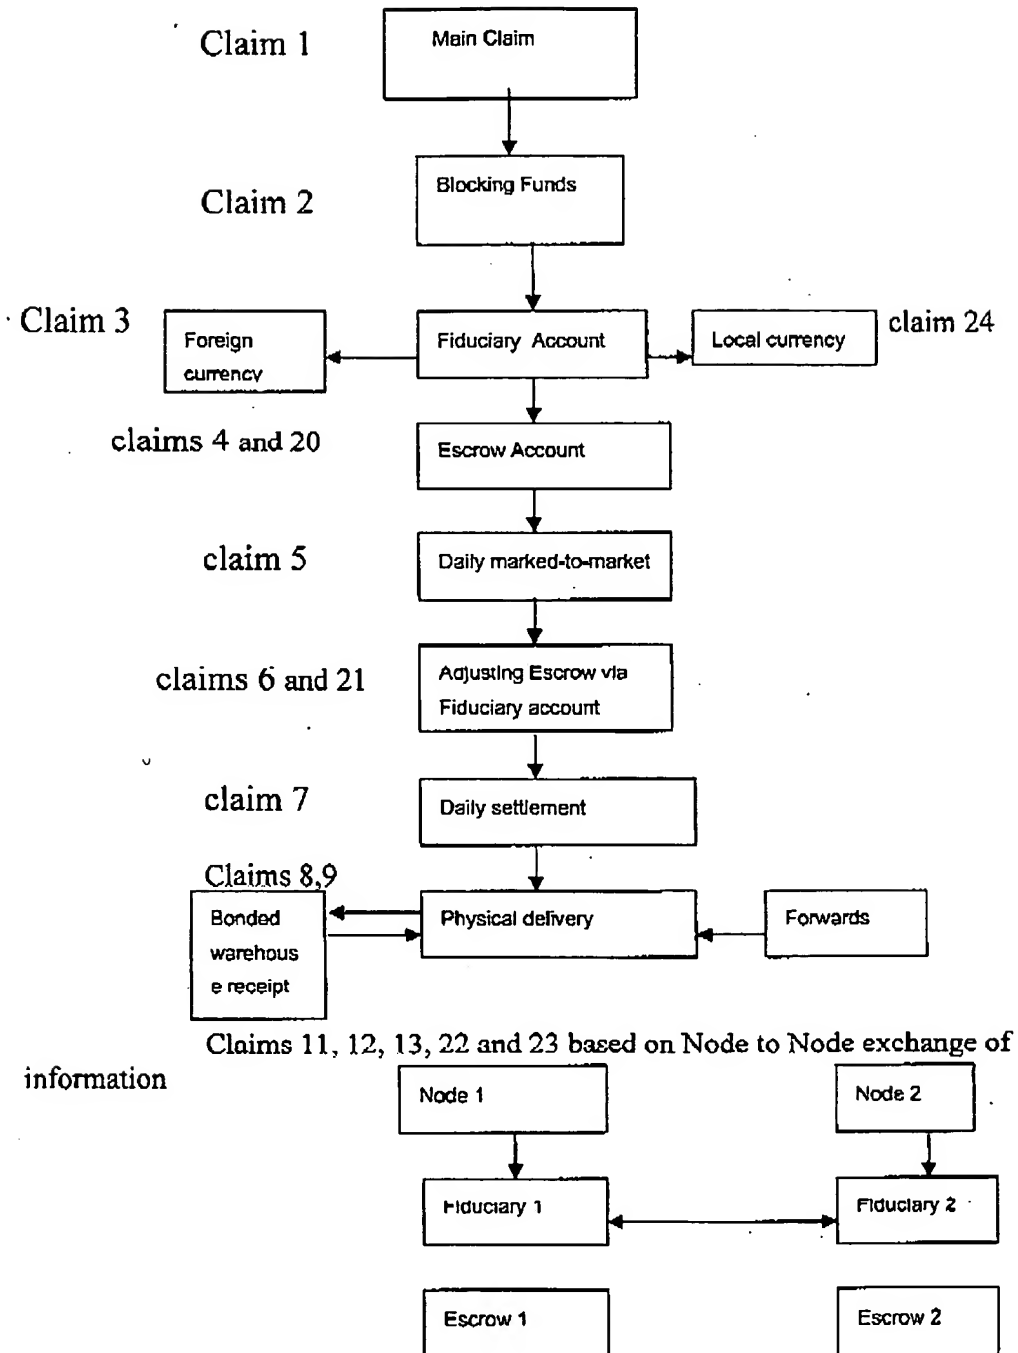 Claim 1
Main Claim
Claim 2
Blocking Funds
Claim 3
Foreign
currency
Fiduciary Account
Local currency
claim 24
claims 4 and 20
Escrow Account
claim 5
Daily marked-to-market
claims 6 and 21
Adjusting Escrow via
Fiduciary account
claim 7
Daily settlement
Claims 8,9
Bonded
warehous
e receipt
Physical delivery
Forwards
Claims 11, 12, 13, 22 and 23 based on Node to Node exchange of
information
Node 1
Node 2
Fiduciary 1
Fiduciary 2
Escrow 1
Escrow 2